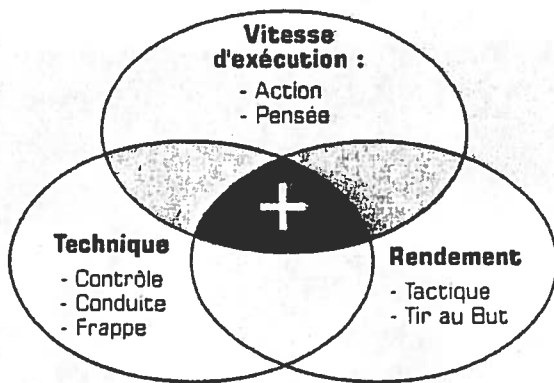 Vitesse
d'exécution :
- Action
- Pensée
+
Technique
- Contrôle
- Conduite
- Frappe
Rendement
- Tactique
- Tir au But